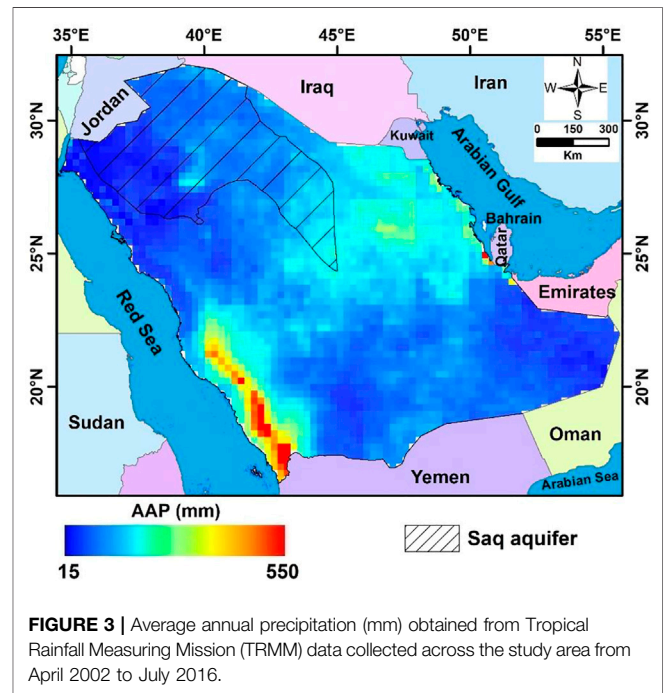 35°E 40°E 45°E 50°E 55°E
30°N 25°N 20°N
30°N 25°N 20°N
N
W E
S
0 150 300
Km
Jordan
Iraq
Iran
Kuwait
Arabian Gulf
Bahrain
Qatar
Emirates
Red Sea
Sudan
Oman
Yemen
Arabian Sea
AAP (mm)
15 550
Saq aquifer
FIGURE 3 | Average annual precipitation (mm) obtained from Tropical
Rainfall Measuring Mission (TRMM) data collected across the study area from
April 2002 to July 2016.